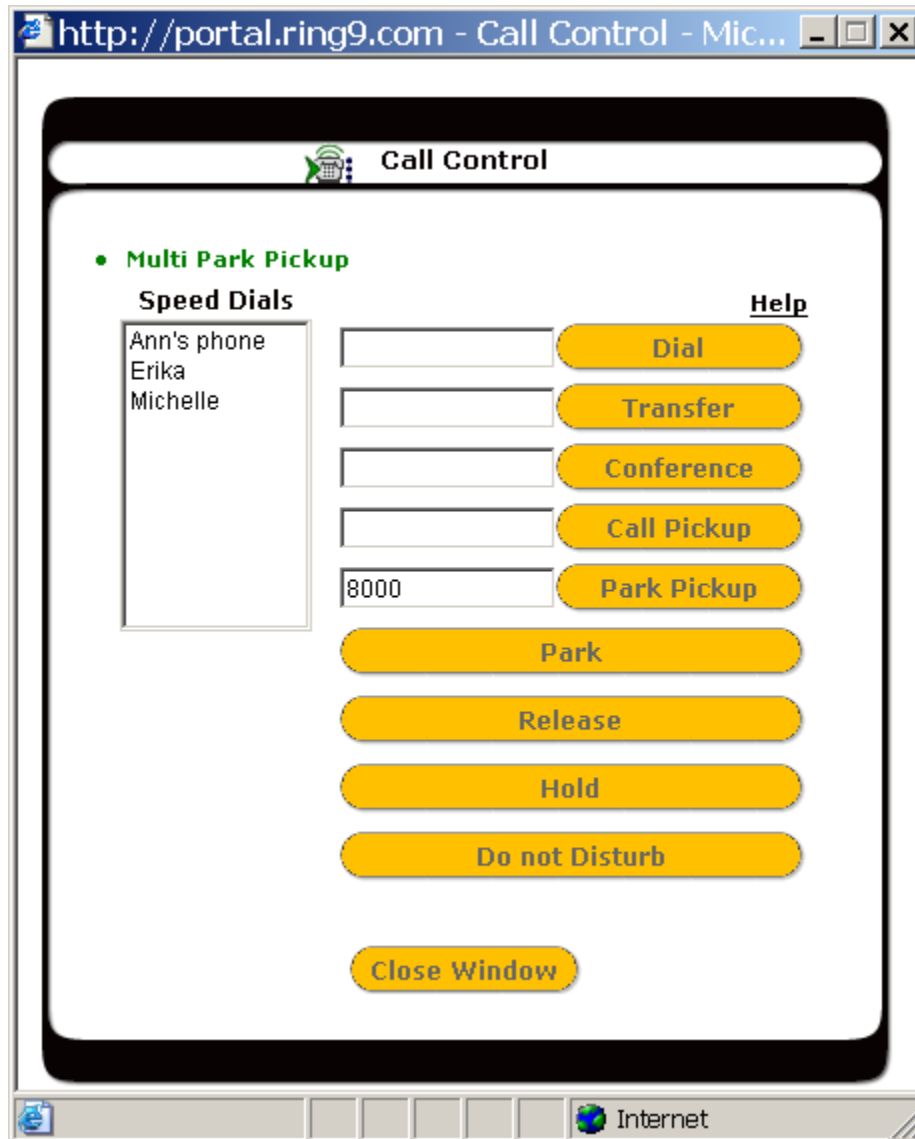 http://portal.ring9.com - Call Control - Mic...
Call Control
Multi Park Pickup
Speed Dials
Help
Ann's phone
Erika
Michelle
Dial
Transfer
Conference
Call Pickup
8000 Park Pickup
Park
Release
Hold
Do not Disturb
Close Window
Internet